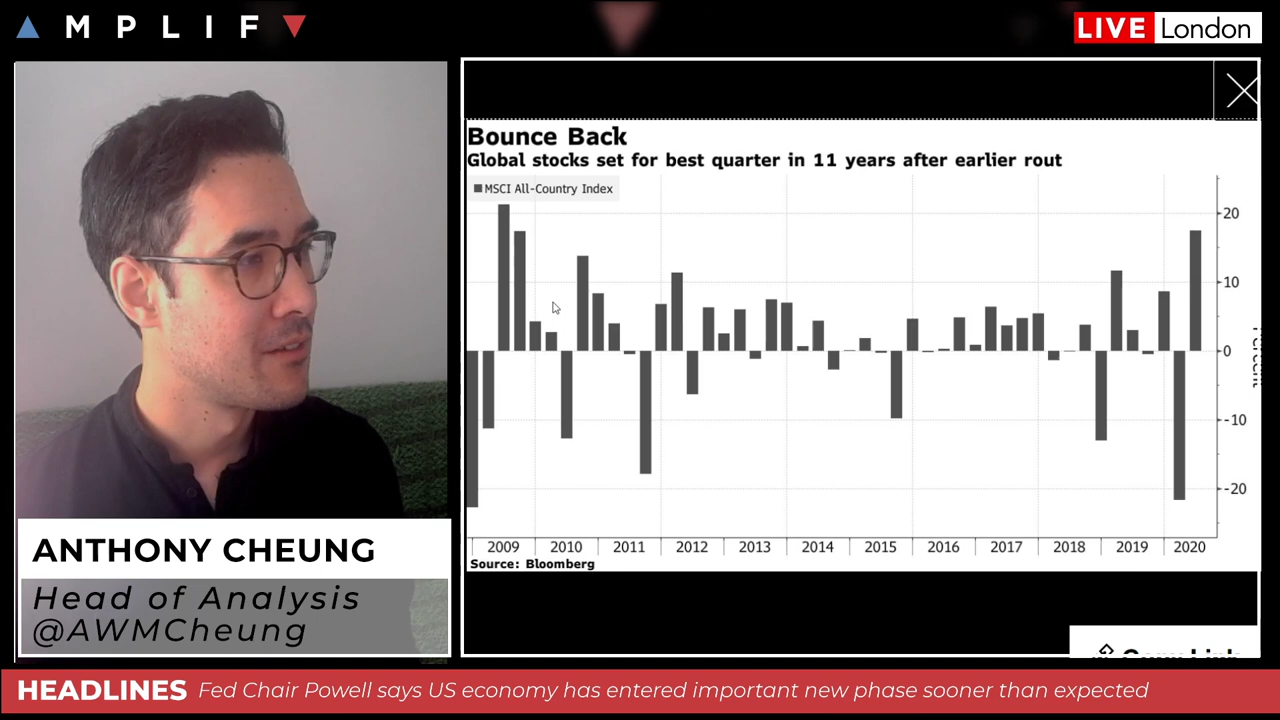 MPLIF
LIVE London
Bounce Back
Global stocks set for best quarter in 11 years after earlier rout
MSCI All-Country Index
20
10
0
-10
-20
Percent
2009 2010 2011 2012 2013 2014 2015 2016 2017 2018 2019 2020
Source: Bloomberg
Copy Link
ANTHONY CHEUNG
Head of Analysis
@AWMCheung
HEADLINES Fed Chair Powell says US economy has entered important new phase sooner than expected